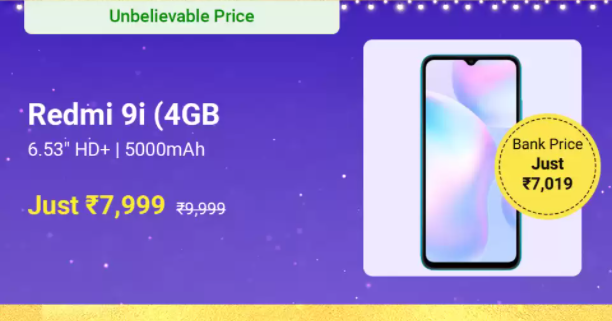 Unbelievable Price
Redmi 9i (4GB
6.53" HD+ | 5000mAh
Just ₹7,999 ₹9,999
Bank Price
Just
₹7,019